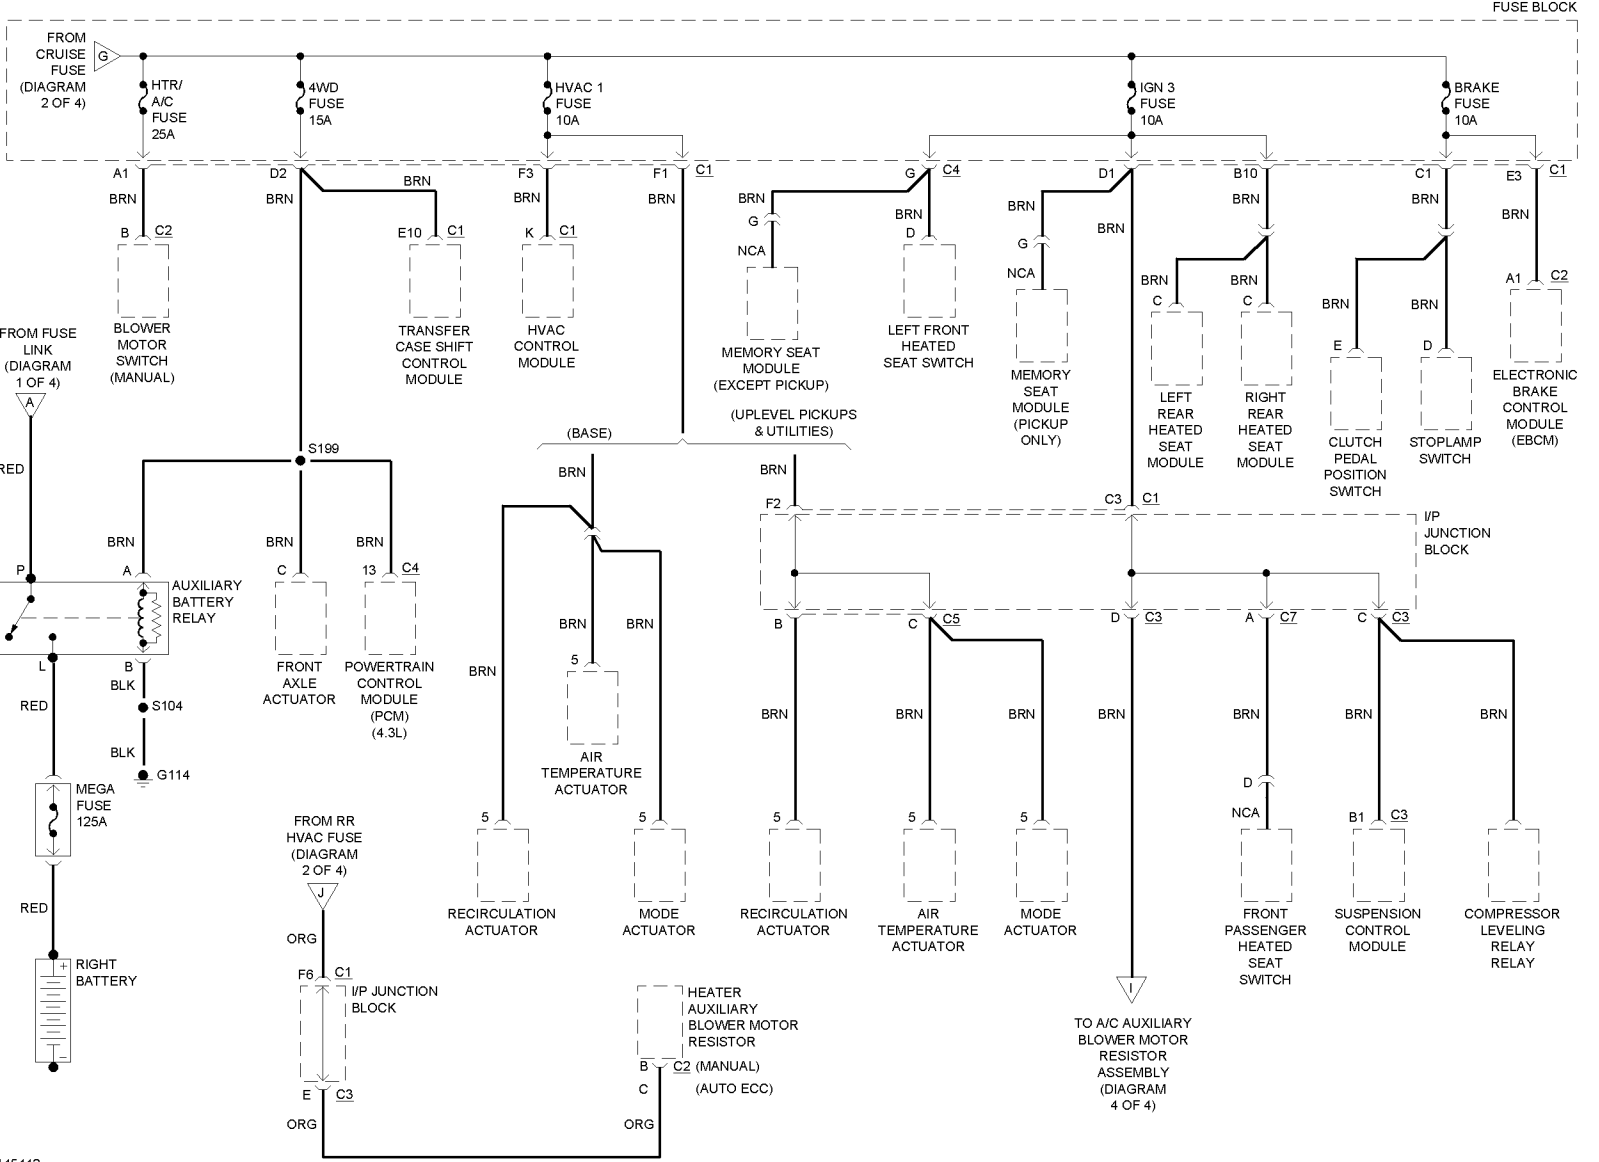 FUSE BLOCK
FROM
CRUISE
FUSE
(DIAGRAM
2 OF 4)
G
HTR/
A/C
FUSE
25A
4WD
FUSE
15A
HVAC 1
FUSE
10A
IGN 3
FUSE
10A
BRAKE
FUSE
10A
A1
D2
F3
F1
C1
G
C4
D1
B10
C1
E3
C1
BRN
BRN
BRN
BRN
BRN
BRN
BRN
BRN
BRN
BRN
BRN
BRN
BRN
B
C2
E10
C1
K
C1
G
NCA
D
G
NCA
BRN
C
BRN
C
BRN
E
BRN
D
A1
C2
BLOWER
MOTOR
SWITCH
(MANUAL)
TRANSFER
CASE SHIFT
CONTROL
MODULE
HVAC
CONTROL
MODULE
MEMORY SEAT
MODULE
(EXCEPT PICKUP)
LEFT FRONT
HEATED
SEAT SWITCH
MEMORY
SEAT
MODULE
(PICKUP
ONLY)
LEFT
REAR
HEATED
SEAT
MODULE
RIGHT
REAR
HEATED
SEAT
MODULE
CLUTCH
PEDAL
POSITION
SWITCH
STOPLAMP
SWITCH
ELECTRONIC
BRAKE
CONTROL
MODULE
(EBCM)
FROM FUSE
LINK
(DIAGRAM
1 OF 4)
A
RED
S199
(BASE)
(UPLEVEL PICKUPS
& UTILITIES)
BRN
BRN
F2
C3
C1
I/P
JUNCTION
BLOCK
BRN
BRN
BRN
P
A
C
13
C4
AUXILIARY
BATTERY
RELAY
L
B
BLK
RED
S104
BLK
G114
FRONT
AXLE
ACTUATOR
POWERTRAIN
CONTROL
MODULE
(PCM)
(4.3L)
BRN
BRN
BRN
5
AIR
TEMPERATURE
ACTUATOR
B
C
C5
D
C3
A
C7
C
C3
BRN
BRN
BRN
BRN
BRN
BRN
BRN
D
NCA
MEGA
FUSE
125A
RED
RIGHT
BATTERY
+
-
FROM RR
HVAC FUSE
(DIAGRAM
2 OF 4)
J
ORG
F6
C1
I/P JUNCTION
BLOCK
E
C3
ORG
5
5
5
5
5
B1
C3
RECIRCULATION
ACTUATOR
MODE
ACTUATOR
RECIRCULATION
ACTUATOR
AIR
TEMPERATURE
ACTUATOR
MODE
ACTUATOR
FRONT
PASSENGER
HEATED
SEAT
SWITCH
SUSPENSION
CONTROL
MODULE
COMPRESSOR
LEVELING
RELAY
RELAY
HEATER
AUXILIARY
BLOWER MOTOR
RESISTOR
B
C2 (MANUAL)
C
(AUTO ECC)
ORG
I
TO A/C AUXILIARY
BLOWER MOTOR
RESISTOR
ASSEMBLY
(DIAGRAM
4 OF 4)